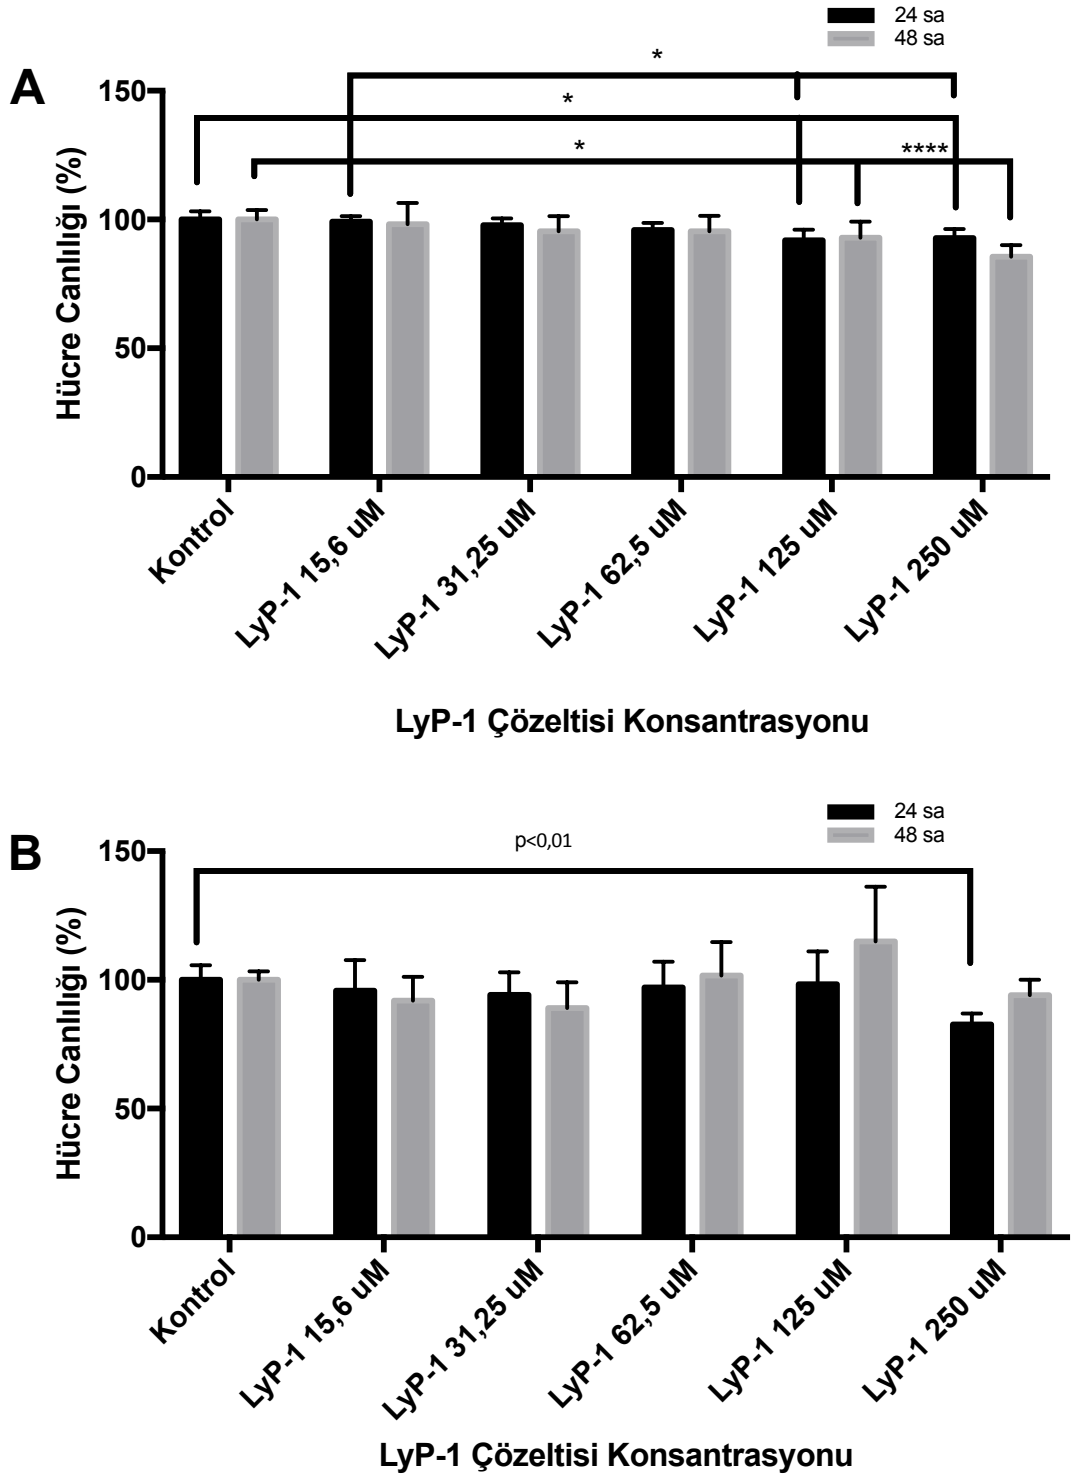 24 sa
48 sa
A
*
*
*
****
150
100
50
0
Hücre Canlılığı (%)
Kontrol
LyP-1 15,6 uM
LyP-1 31,25 uM
LyP-1 62,5 uM
LyP-1 125 uM
LyP-1 250 uM
LyP-1 Çözeltisi Konsantrasyonu
24 sa
48 sa
B
p<0,01
150
100
50
0
Hücre Canlılığı (%)
Kontrol
LyP-1 15,6 uM
LyP-1 31,25 uM
LyP-1 62,5 uM
LyP-1 125 uM
LyP-1 250 uM
LyP-1 Çözeltisi Konsantrasyonu